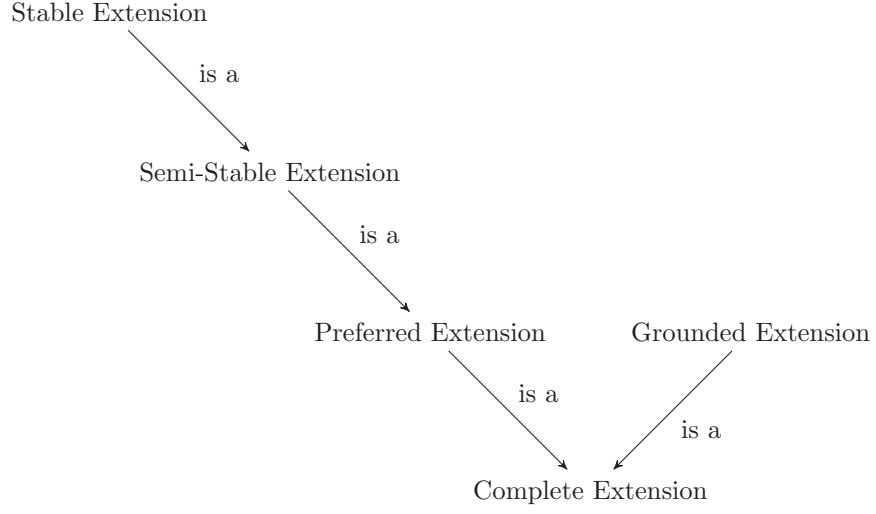 Stable Extension
is a
Semi-Stable Extension
is a
Preferred Extension
Grounded Extension
is a
is a
Complete Extension